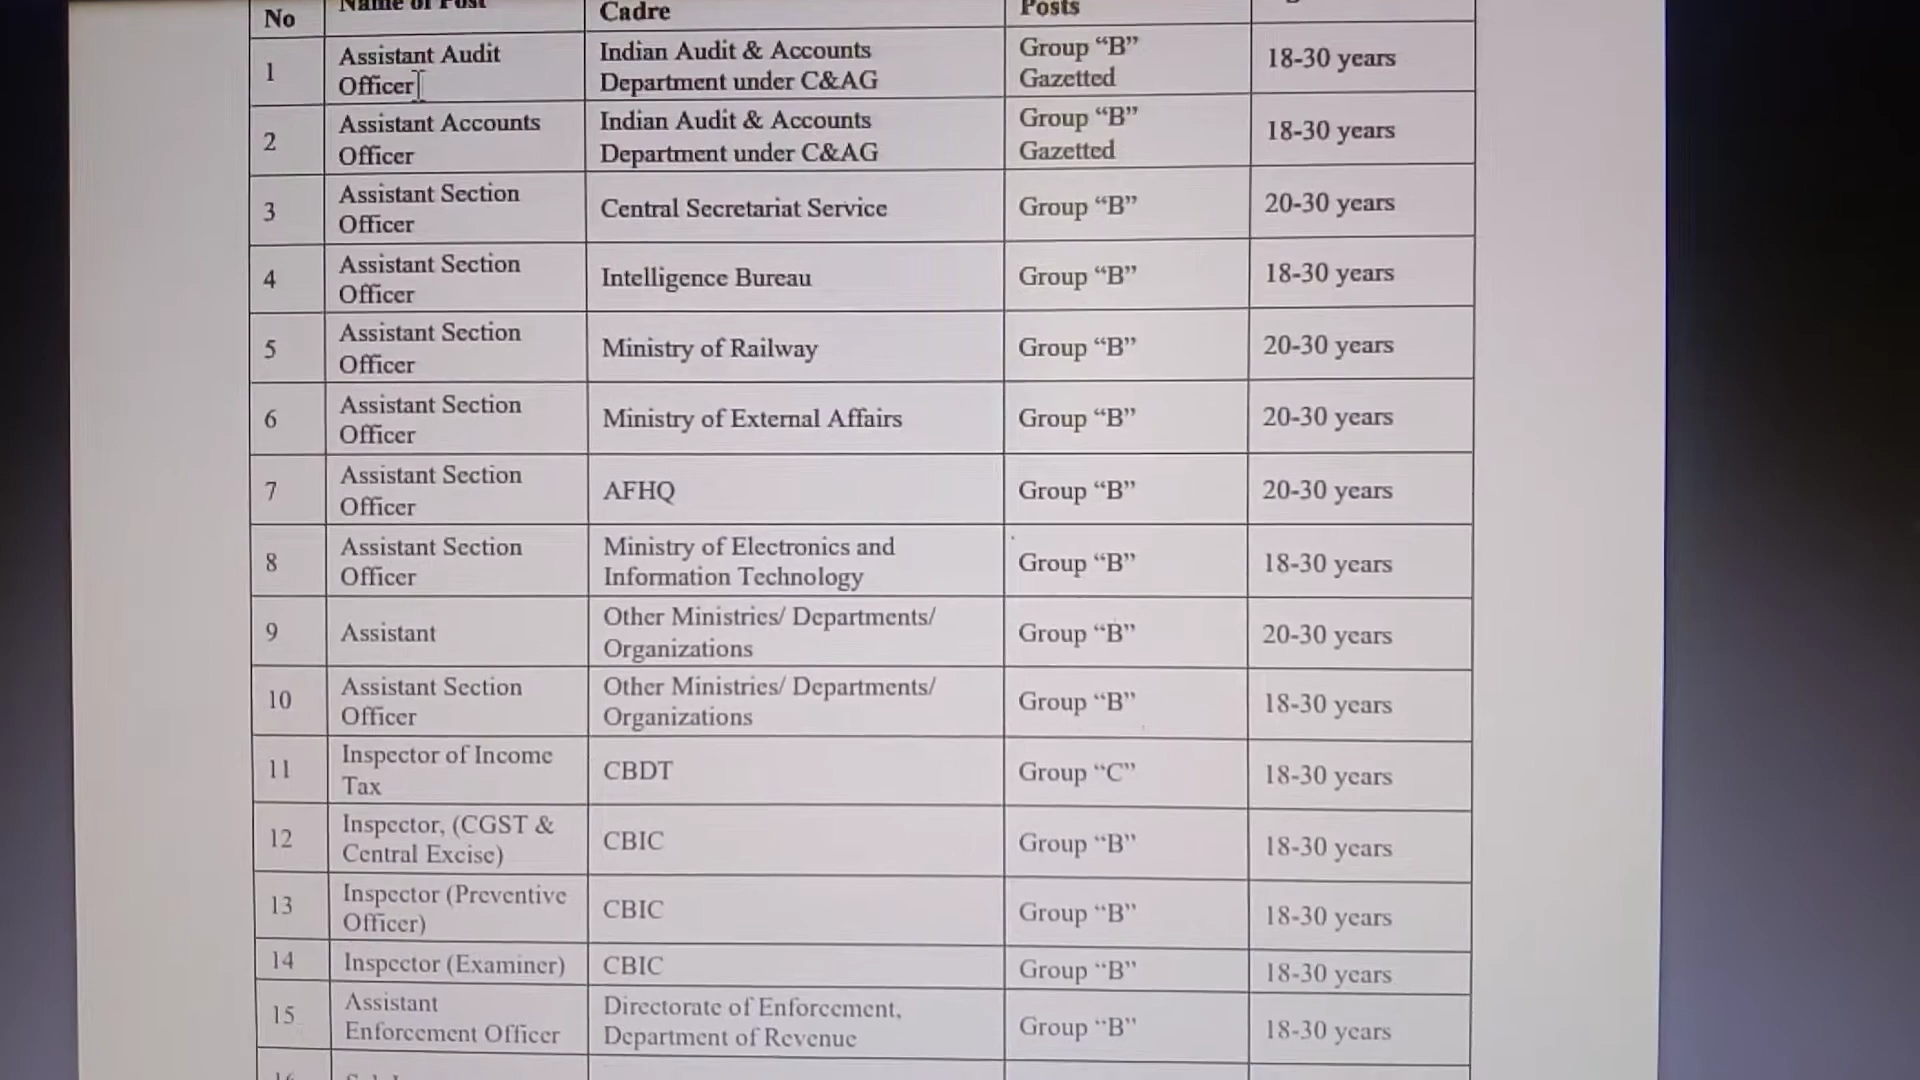 No Name of Post Cadre Posts
1 Assistant Audit Officer Indian Audit & Accounts Department under C&AG Group “B” Gazetted 18-30 years
2 Assistant Accounts Officer Indian Audit & Accounts Department under C&AG Group “B” Gazetted 18-30 years
3 Assistant Section Officer Central Secretariat Service Group “B” 20-30 years
4 Assistant Section Officer Intelligence Bureau Group “B” 18-30 years
5 Assistant Section Officer Ministry of Railway Group “B” 20-30 years
6 Assistant Section Officer Ministry of External Affairs Group “B” 20-30 years
7 Assistant Section Officer AFHQ Group “B” 20-30 years
8 Assistant Section Officer Ministry of Electronics and Information Technology Group “B” 18-30 years
9 Assistant Other Ministries/ Departments/ Organizations Group “B” 20-30 years
10 Assistant Section Officer Other Ministries/ Departments/ Organizations Group “B” 18-30 years
11 Inspector of Income Tax CBDT Group “C” 18-30 years
12 Inspector, (CGST & Central Excise) CBIC Group “B” 18-30 years
13 Inspector (Preventive Officer) CBIC Group “B” 18-30 years
14 Inspector (Examiner) CBIC Group “B” 18-30 years
15 Assistant Enforcement Officer Directorate of Enforcement, Department of Revenue Group “B” 18-30 years